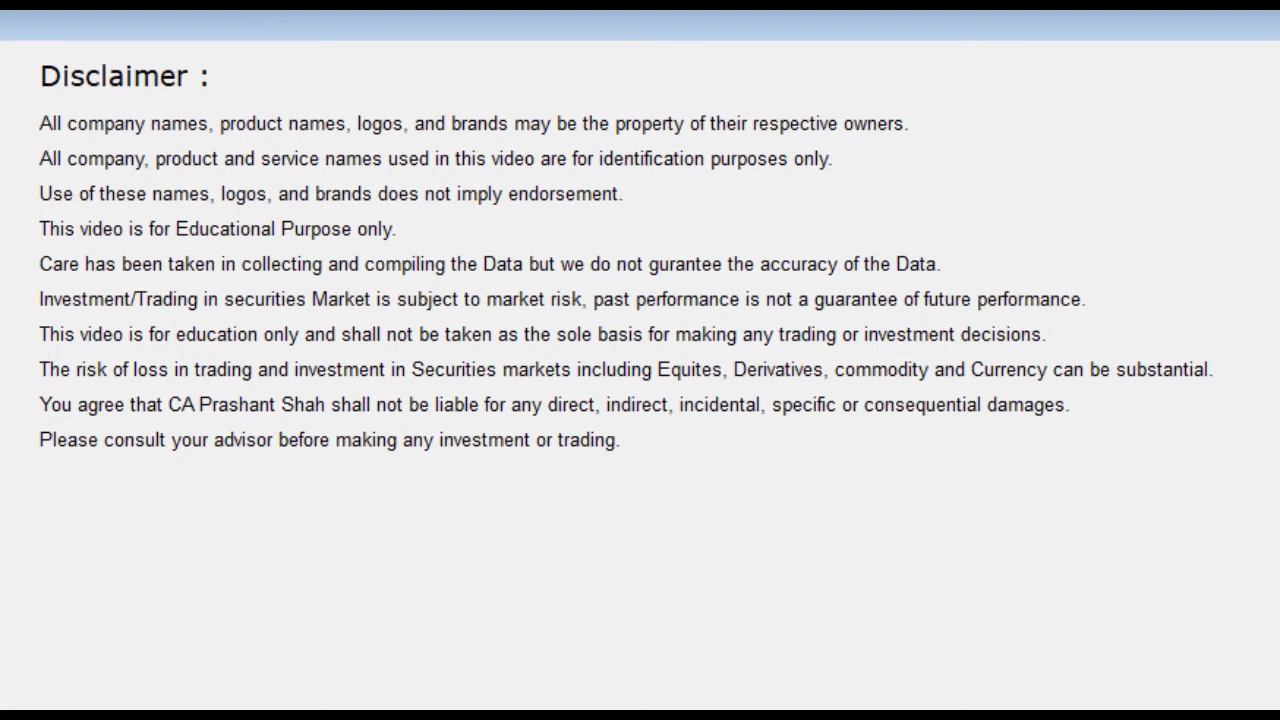 Disclaimer :
All company names, product names, logos, and brands may be the property of their respective owners.
All company, product and service names used in this video are for identification purposes only.
Use of these names, logos, and brands does not imply endorsement.
This video is for Educational Purpose only.
Care has been taken in collecting and compiling the Data but we do not gurantee the accuracy of the Data.
Investment/Trading in securities Market is subject to market risk, past performance is not a guarantee of future performance.
This video is for education only and shall not be taken as the sole basis for making any trading or investment decisions.
The risk of loss in trading and investment in Securities markets including Equites, Derivatives, commodity and Currency can be substantial.
You agree that CA Prashant Shah shall not be liable for any direct, indirect, incidental, specific or consequential damages.
Please consult your advisor before making any investment or trading.